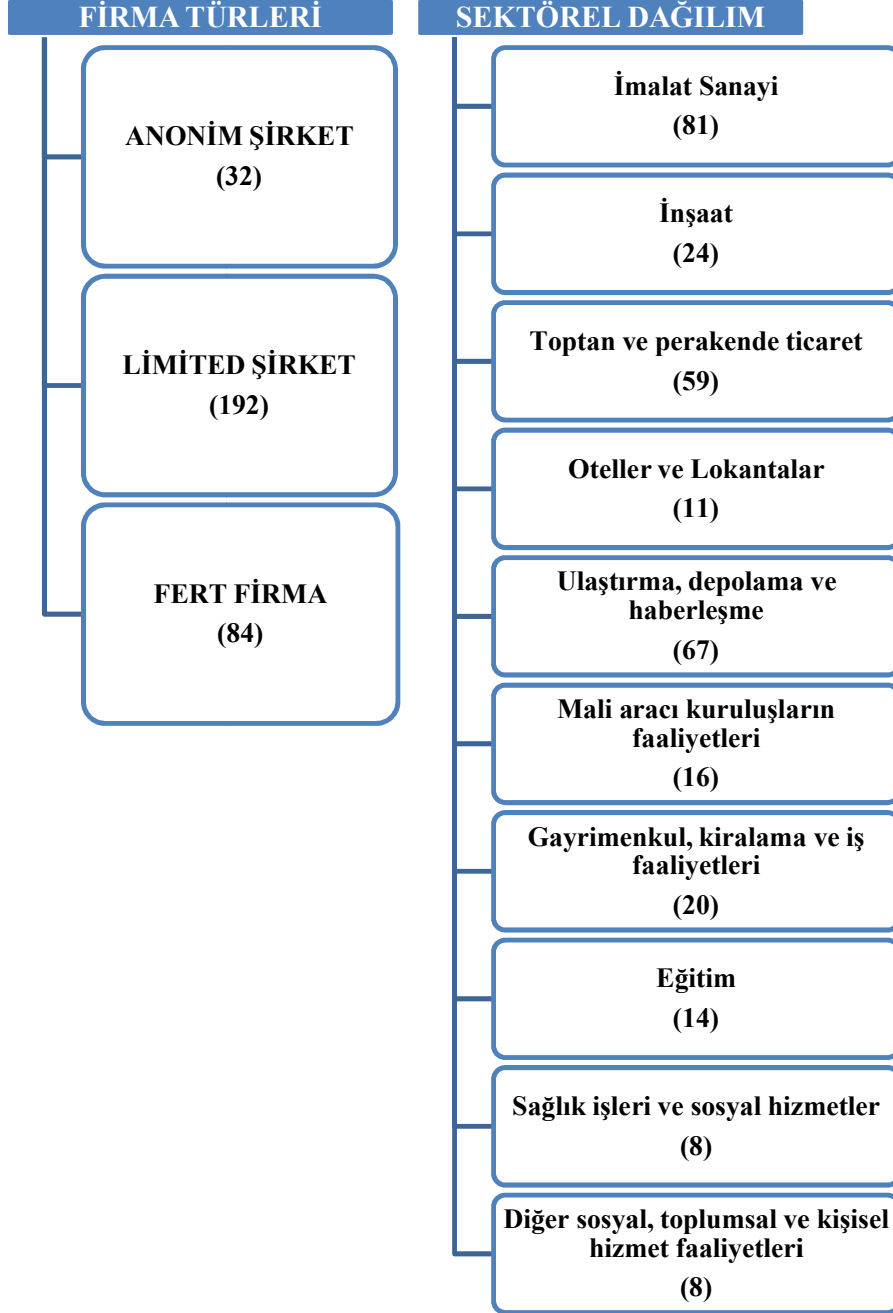 FİRMA TÜRLERİ
ANONİM ŞİRKET
(32)
LİMİTED ŞİRKET
(192)
FERT FİRMA
(84)
SEKTÖREL DAĞILIM
İmalat Sanayi
(81)
İnşaat
(24)
Toptan ve perakende ticaret
(59)
Oteller ve Lokantalar
(11)
Ulaştırma, depolama ve
haberleşme
(67)
Mali aracı kuruluşların
faaliyetleri
(16)
Gayrimenkul, kiralama ve iş
faaliyetleri
(20)
Eğitim
(14)
Sağlık işleri ve sosyal hizmetler
(8)
Diğer sosyal, toplumsal ve kişisel
hizmet faaliyetleri
(8)